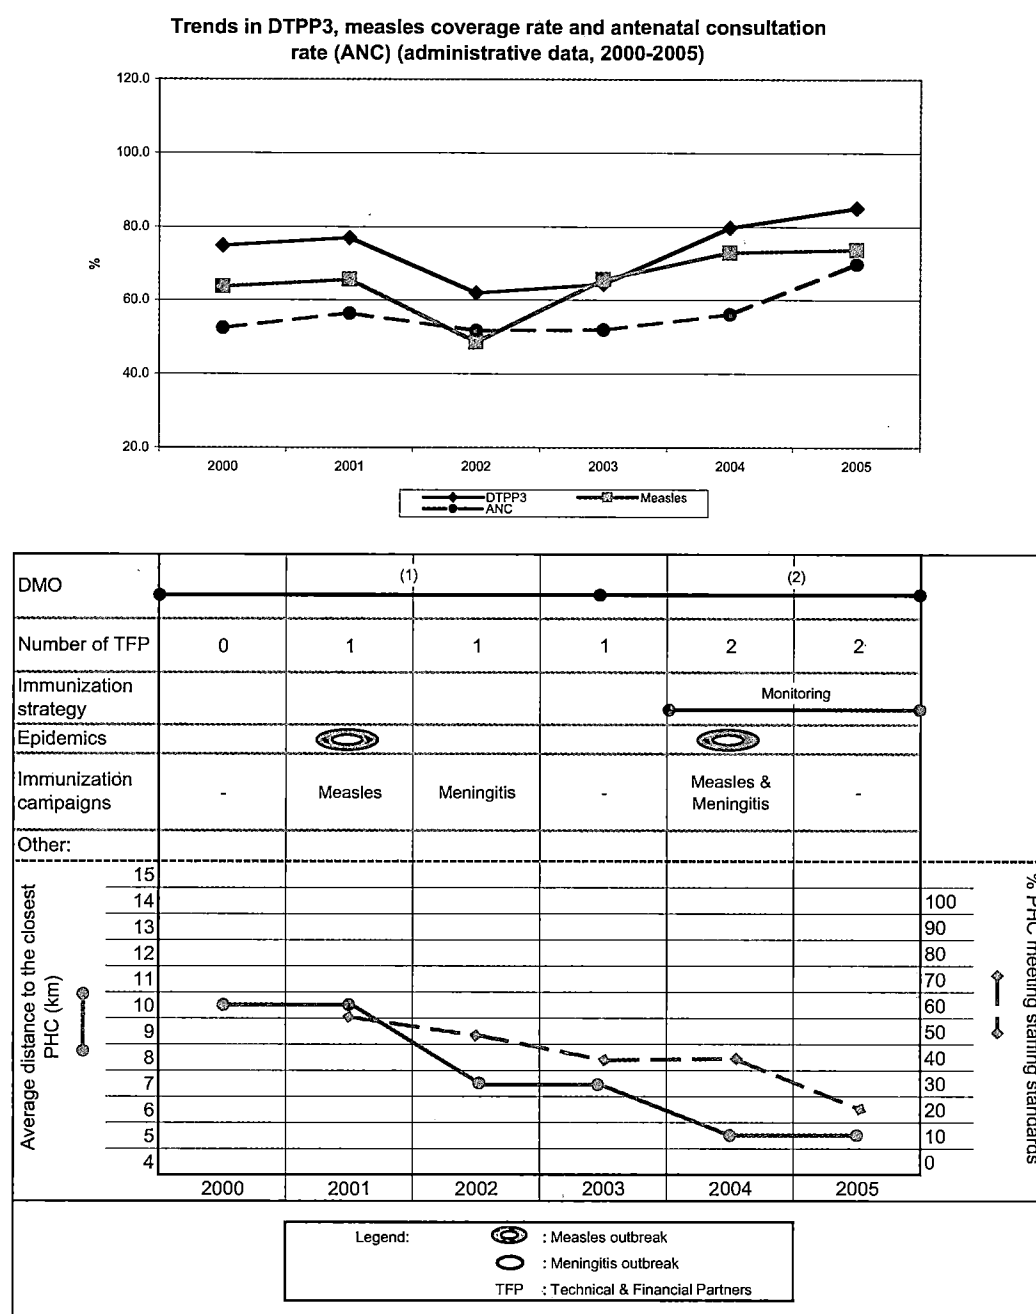 Trends in DTPP3, measles coverage rate and antenatal consultation
rate (ANC) (administrative data, 2000-2005)
120.0
100.0
80.0
60.0
40.0
20.0
%
2000 2001 2002 2003 2004 2005
DTPP3 Measles
ANC
DMO (1) (2)
Number of TFP 0 1 1 1 2 2
Immunization
strategy
Monitoring
Epidemics
Immunization
campaigns
- Measles Meningitis - Measles &
Meningitis -
Other:
Average distance to the closest
PHC (km)
15
14 100
13 90
12 80
11 70
10 60
9 50
8 40
7 30
6 20
5 10
4 0
% PHC meeting staffing standards
2000 2001 2002 2003 2004 2005
Legend: : Measles outbreak
: Meningitis outbreak
TFP : Technical & Financial Partners